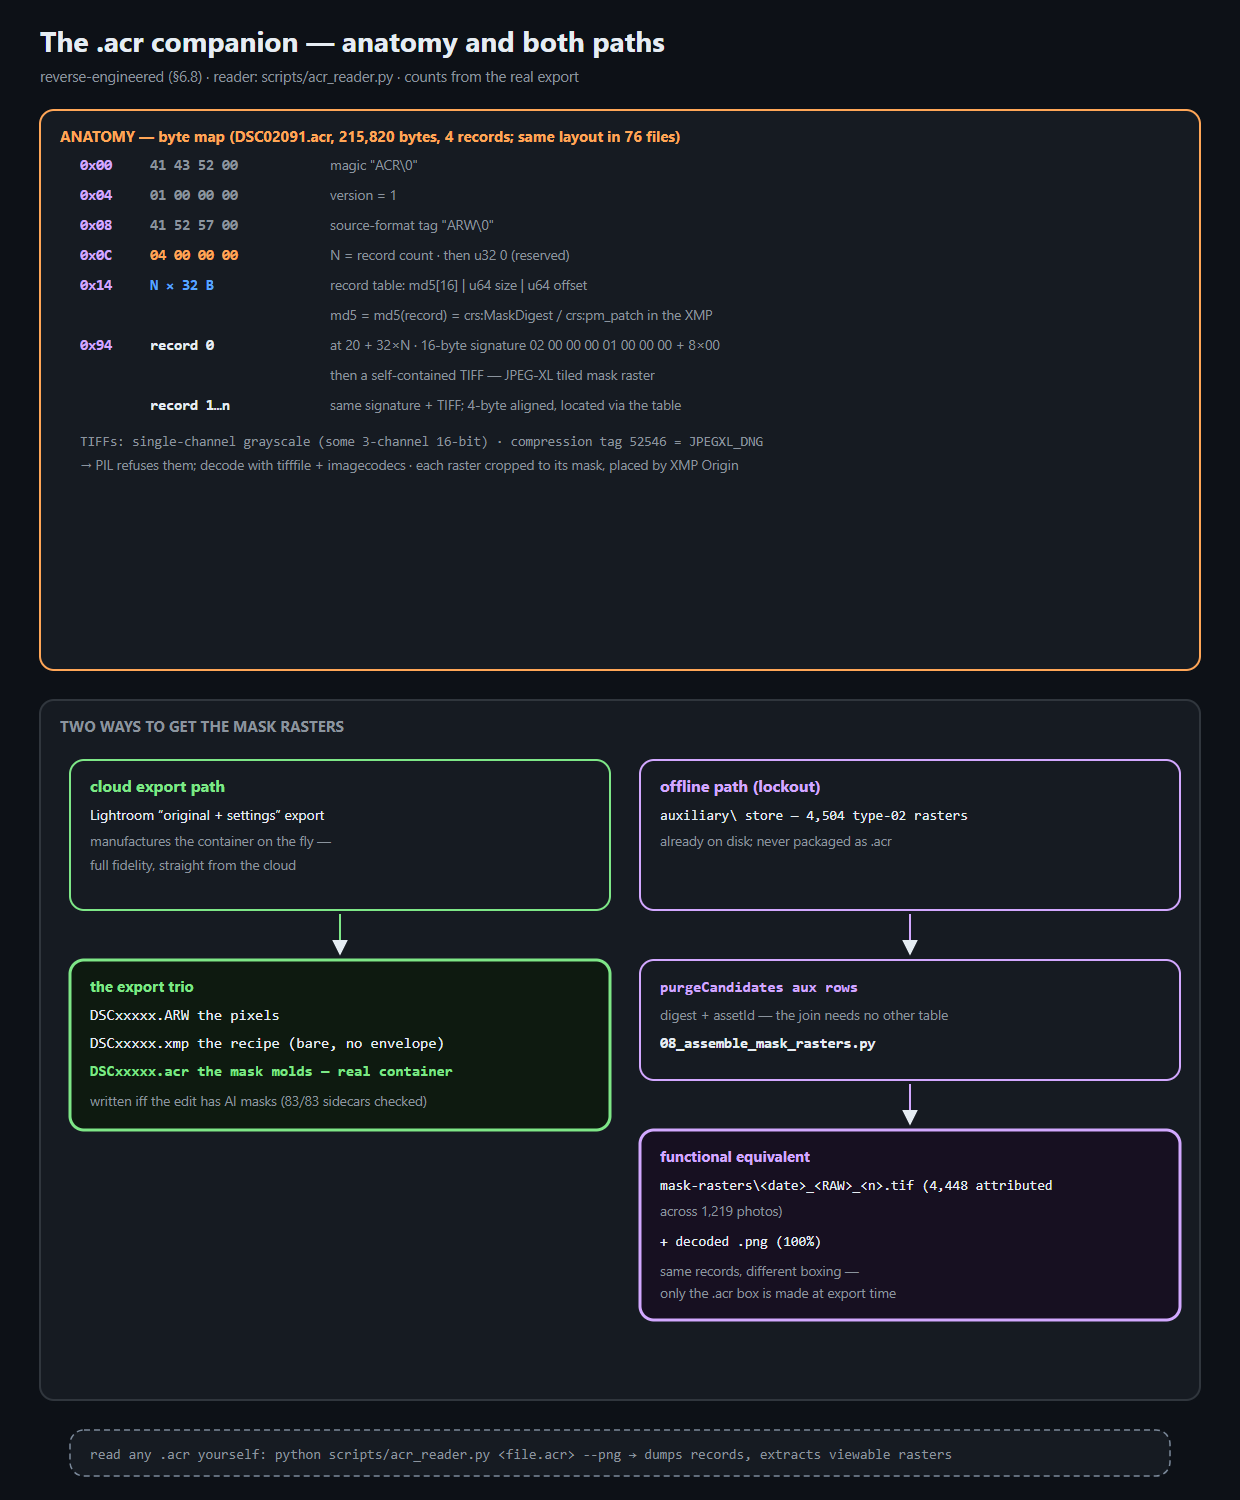 The .acr companion — anatomy and both paths
reverse-engineered (§6.8) · reader: scripts/acr_reader.py · counts from the real export
ANATOMY — byte map (DSC02091.acr, 215,820 bytes, 4 records; same layout in 76 files)
0x00 41 43 52 00 magic "ACR\0"
0x04 01 00 00 00 version = 1
0x08 41 52 57 00 source-format tag "ARW\0"
0x0C 04 00 00 00 N = record count · then u32 0 (reserved)
0x14 N × 32 B record table: md5[16] | u64 size | u64 offset
md5 = md5(record) = crs:MaskDigest / crs:pm_patch in the XMP
0x94 record 0 at 20 + 32×N · 16-byte signature 02 00 00 00 01 00 00 00 + 8×00
then a self-contained TIFF — JPEG-XL tiled mask raster
record 1…n same signature + TIFF; 4-byte aligned, located via the table
TIFFs: single-channel grayscale (some 3-channel 16-bit) · compression tag 52546 = JPEGXL_DNG
→ PIL refuses them; decode with tifffile + imagecodecs · each raster cropped to its mask, placed by XMP Origin
TWO WAYS TO GET THE MASK RASTERS
cloud export path
Lightroom "original + settings" export
manufactures the container on the fly —
full fidelity, straight from the cloud
the export trio
DSCxxxxx.ARW the pixels
DSCxxxxx.xmp the recipe (bare, no envelope)
DSCxxxxx.acr the mask molds — real container
written iff the edit has AI masks (83/83 sidecars checked)
offline path (lockout)
auxiliary\ store — 4,504 type-02 rasters
already on disk; never packaged as .acr
purgeCandidates aux rows
digest + assetId — the join needs no other table
08_assemble_mask_rasters.py
functional equivalent
mask-rasters\<date>_<RAW>_<n>.tif (4,448 attributed
across 1,219 photos)
+ decoded .png (100%)
same records, different boxing —
only the .acr box is made at export time
read any .acr yourself: python scripts/acr_reader.py <file.acr> --png → dumps records, extracts viewable rasters